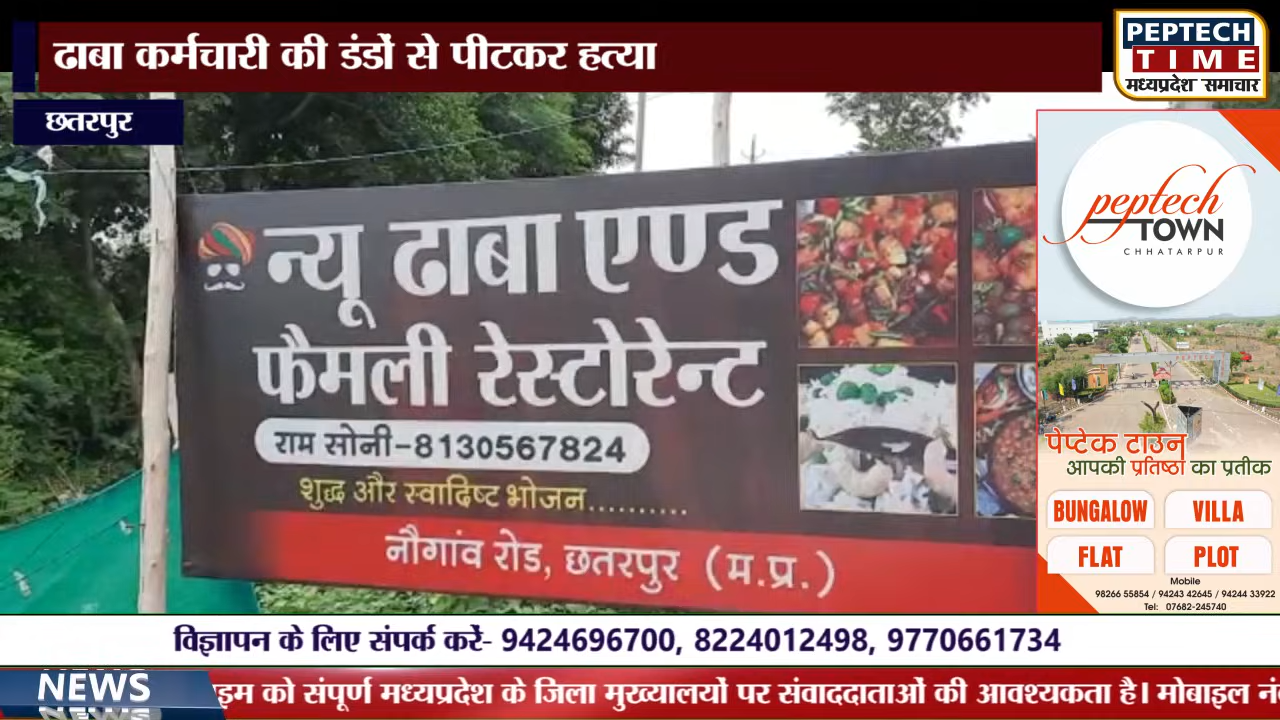 ढाबा कर्मचारी की डंडों से पीटकर हत्या
PEPTECH
TIME
मध्यप्रदेश समाचार
छतरपुर
न्यू ढाबा एण्ड
फैमली रेस्टोरेन्ट
राम सोनी-8130567824
शुद्ध और स्वादिष्ट भोजन..........
नौगांव रोड, छतरपुर (म.प्र.)
peptech
TOWN
CHHATARPUR
पेप्टेक टाउन
आपकी प्रतिष्ठा का प्रतीक
BUNGALOW
VILLA
FLAT
PLOT
Mobile
98266 55854 / 94243 42645 / 94244 33922
Tel: 07682-245740
विज्ञापन के लिए संपर्क करें- 9424696700, 8224012498, 9770661734
NEWS
इम को संपूर्ण मध्यप्रदेश के जिला मुख्यालयों पर संवाददाताओं की आवश्यकता है। मोबाइल नं